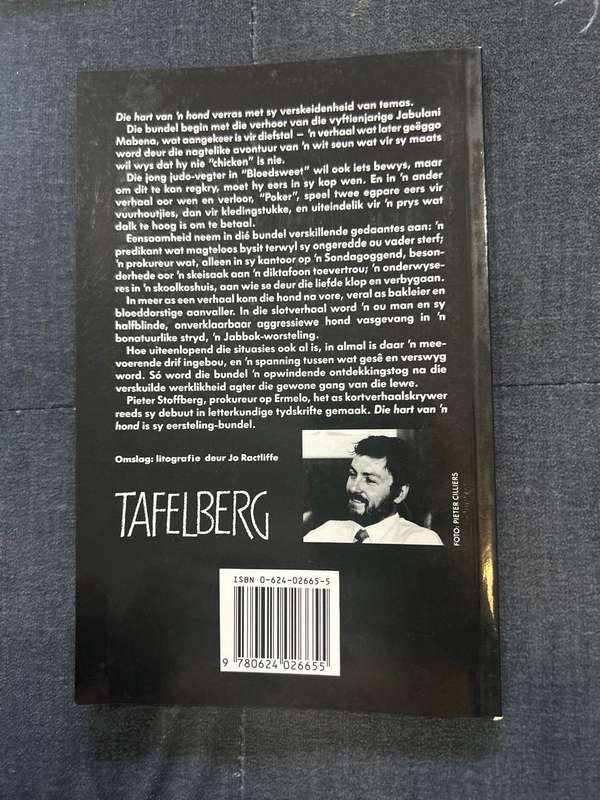 Die hart van 'n hond verras met sy verskeidenheid van temas.
Die bundel begin met die verhoor van die vyftienjarige Jabulani
Mabena, wat aangekeer is vir diefstal – 'n verhaal wat later geëggo
word deur die nagtelike avontuur van 'n wit seun wat vir sy maats
wil wys dat hy nie "chicken" is nie.
Die jong judo-vegter in "Bloedsweet" wil ook iets bewys, maar
om dit te kan regkry, moet hy eers in sy kop wen. En in 'n ander
verhaal oor wen en verloor, "Poker", speel twee egpare eers vir
vuurhoutjies, dan vir kledingstukke, en uiteindelik vir 'n prys wat
dalk te hoog is om te betaal.
Eensaamheid neem in dié bundel verskillende gedaantes aan: 'n
predikant wat magteloos bysit terwyl sy ongeredde ou vader sterf;
'n prokureur wat, alleen in sy kantoor op 'n Sondagoggend, beson-
derhede oor 'n skeisaak aan 'n diktafoon toevertrou; 'n onderwyse-
res in 'n skoolkoshuis, aan wie se deur die liefde klop en verbygaan.
In meer as een verhaal kom die hond na vore, veral as bakleier en
bloeddorstige aanvaller. In die slotverhaal word 'n ou man en sy
halfblinde, onverklaarbaar aggressiewe hond vasgevang in 'n
bonatuurlike stryd, 'n Jabbok-worsteling.
Hoe uiteenlopend die situasies ook al is, in almal is daar 'n mee-
voerende drif ingebou, en 'n spanning tussen wat gesê en verswyg
word. Só word die bundel 'n opwindende ontdekkingstog na die
verskuilde werklikheid agter die gewone gang van die lewe.
Pieter Stoffberg, prokureur op Ermelo, het as kortverhaalskrywer
reeds sy debuut in letterkundige tydskrifte gemaak. Die hart van 'n
hond is sy eersteling-bundel.
Omslag: litografie deur Jo Ractliffe
TAFELBERG
FOTO: PIETER CILLIERS
ISBN 0-624-02665-5
9 780624 026655